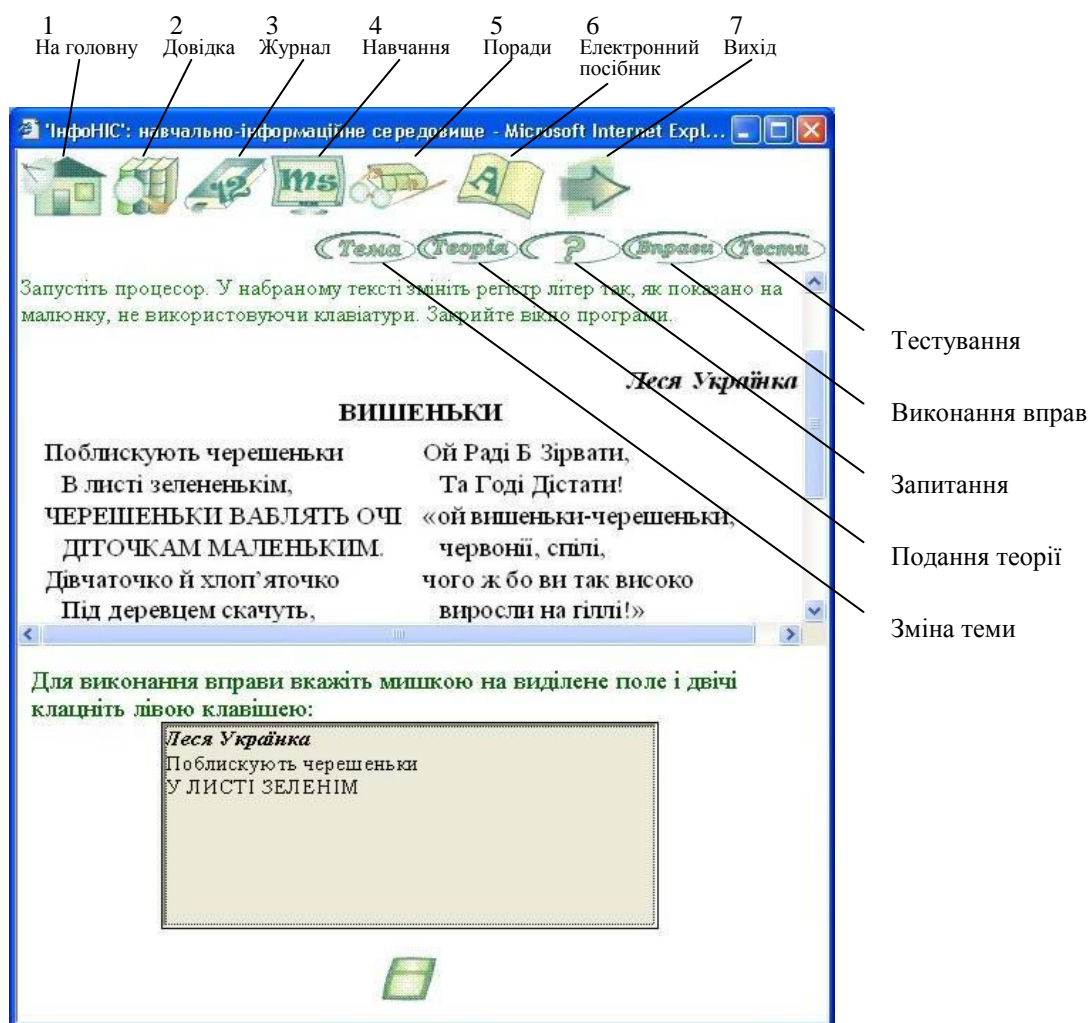 1 2 3 4 5 6 7
На головну Довідка Журнал Навчання Поради Електронний посібник Вихід
'ІнфоНІС': навчально-інформаційне середовище - Microsoft Internet Expl...
12 Ms A
Тема Теорія ? Вправи Тести
Запустіть процесор. У набраному тексті змініть регістр літер так, як показано на
малюнку, не використовуючи клавіатури. Закрийте вікно програми.
Леся Українка
ВИШЕНЬКИ
Поблискують черешеньки
В листі зелененькім,
ЧЕРЕШЕНЬКИ ВАБЛЯТЬ ОЧІ
ДІТОЧКАМ МАЛЕНЬКИМ.
Дівчаточко й хлоп’яточко
Під деревцем скачуть,
Ой Раді Б Зірвати,
Та Годі Дістати!
«ой вишеньки-черешеньки,
червонії, спілі,
чого ж бо ви так високо
виросли на гіллі!»
Для виконання вправи вкажіть мишкою на виділене поле і двічі
клацніть лівою клавішею:
Леся Українка
Поблискують черешеньки
У ЛИСТІ ЗЕЛЕНІМ
Тестування
Виконання вправ
Запитання
Подання теорії
Зміна теми